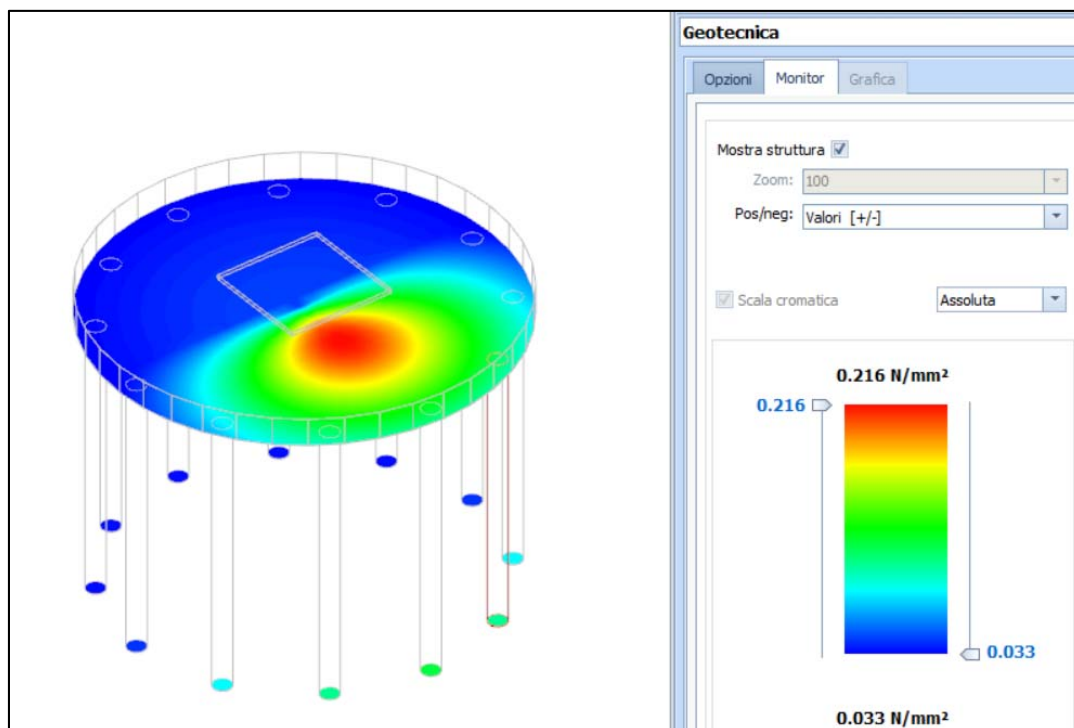 Geotecnica
Opzioni Monitor Grafica
Mostra struttura
Zoom: 100
Pos/neg: Valori [+/-]
Scala cromatica Assoluta
0.216 N/mm²
0.216
0.033
0.033 N/mm²